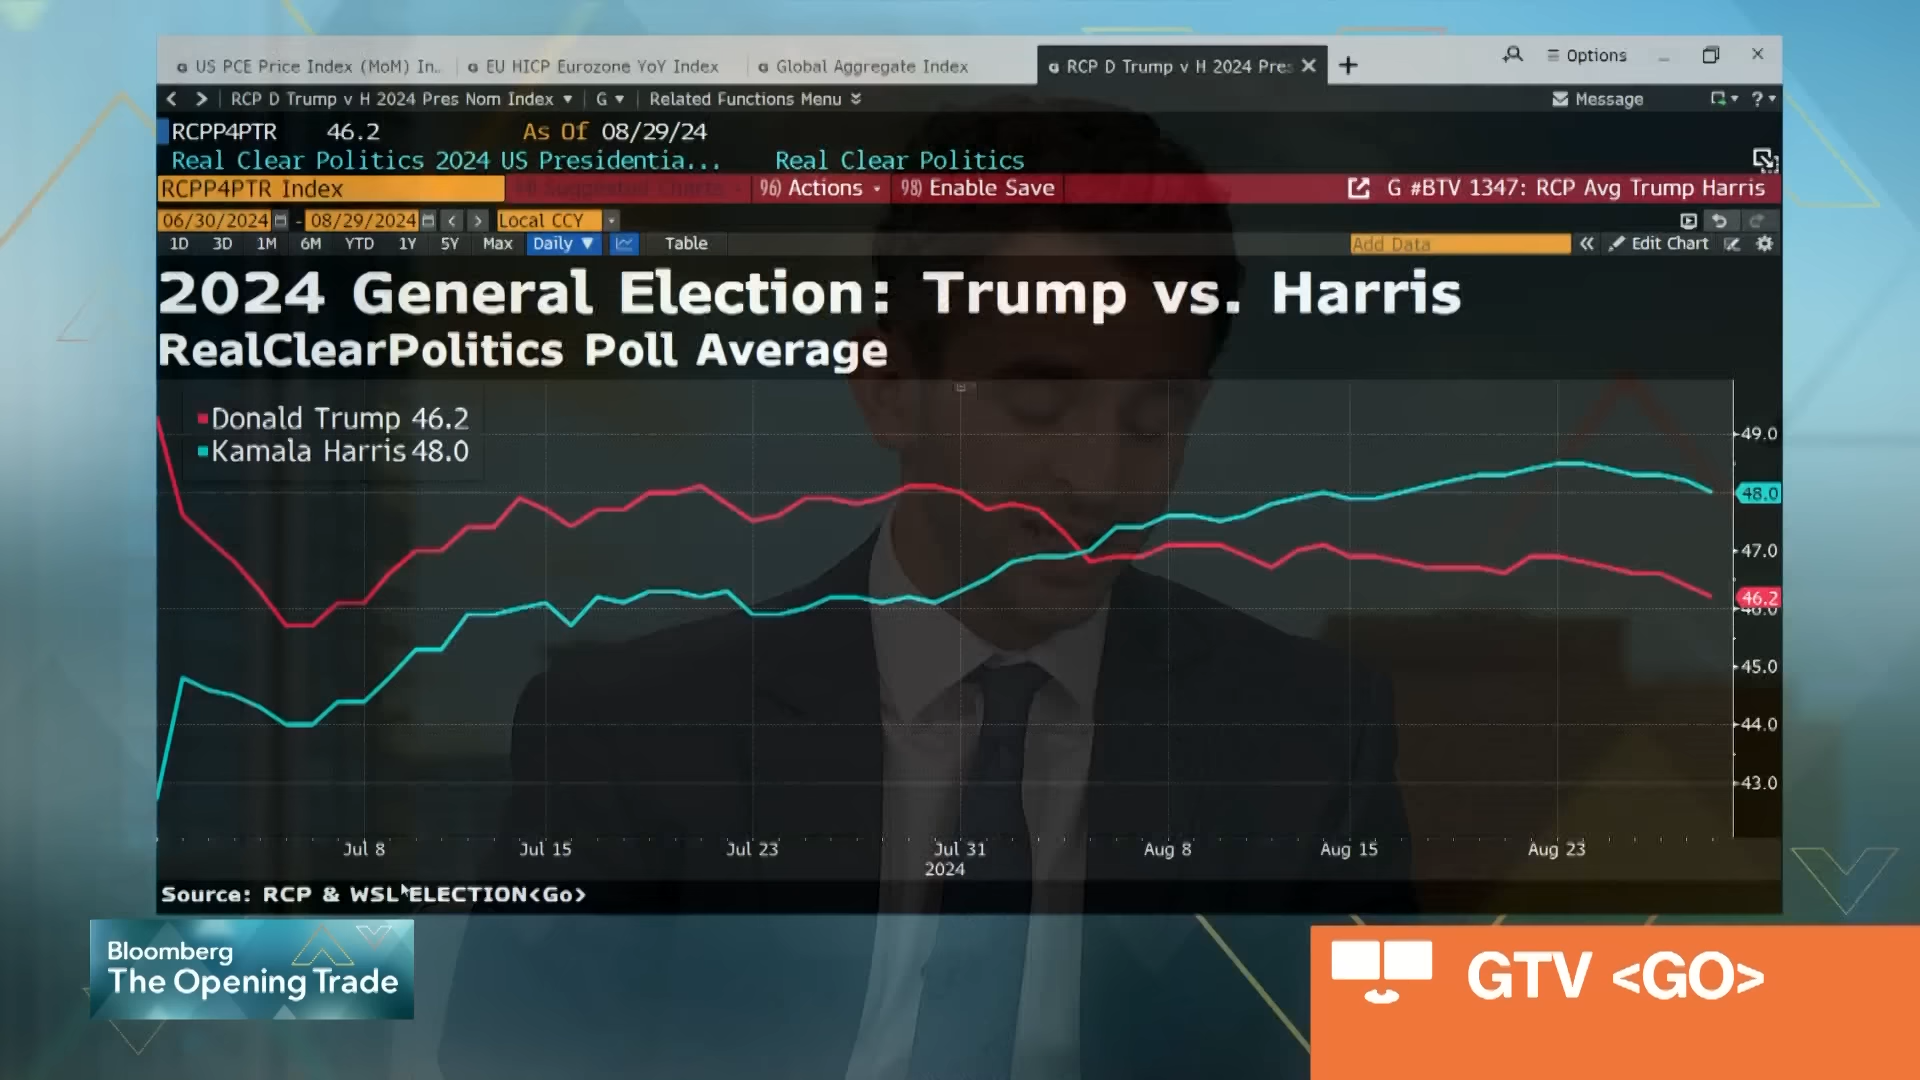 US PCE Price Index (MoM) In..
EU HICP Eurozone YoY Index
Global Aggregate Index
RCP D Trump v H 2024 Pre:
Options
RCP D Trump v H 2024 Pres Nom Index
G
Related Functions Menu
Message
?
RCPP4PTR 46.2 As Of 08/29/24
Real Clear Politics 2024 US Presidentia... Real Clear Politics
RCPP4PTR Index
Suggested Charts
96) Actions
98) Enable Save
G #BTV 1347: RCP Avg Trump Harris
06/30/2024 - 08/29/2024
Local CCY
1D 3D 1M 6M YTD 1Y 5Y Max Daily Table
Add Data
Edit Chart
2024 General Election: Trump vs. Harris
RealClearPolitics Poll Average
Donald Trump 46.2
Kamala Harris 48.0
49.0
48.0
47.0
46.2
46.0
45.0
44.0
43.0
Jul 8 Jul 15 Jul 23 Jul 31 Aug 8 Aug 15 Aug 23
2024
Source: RCP & WSL ELECTION<Go>
Bloomberg
The Opening Trade
GTV <GO>